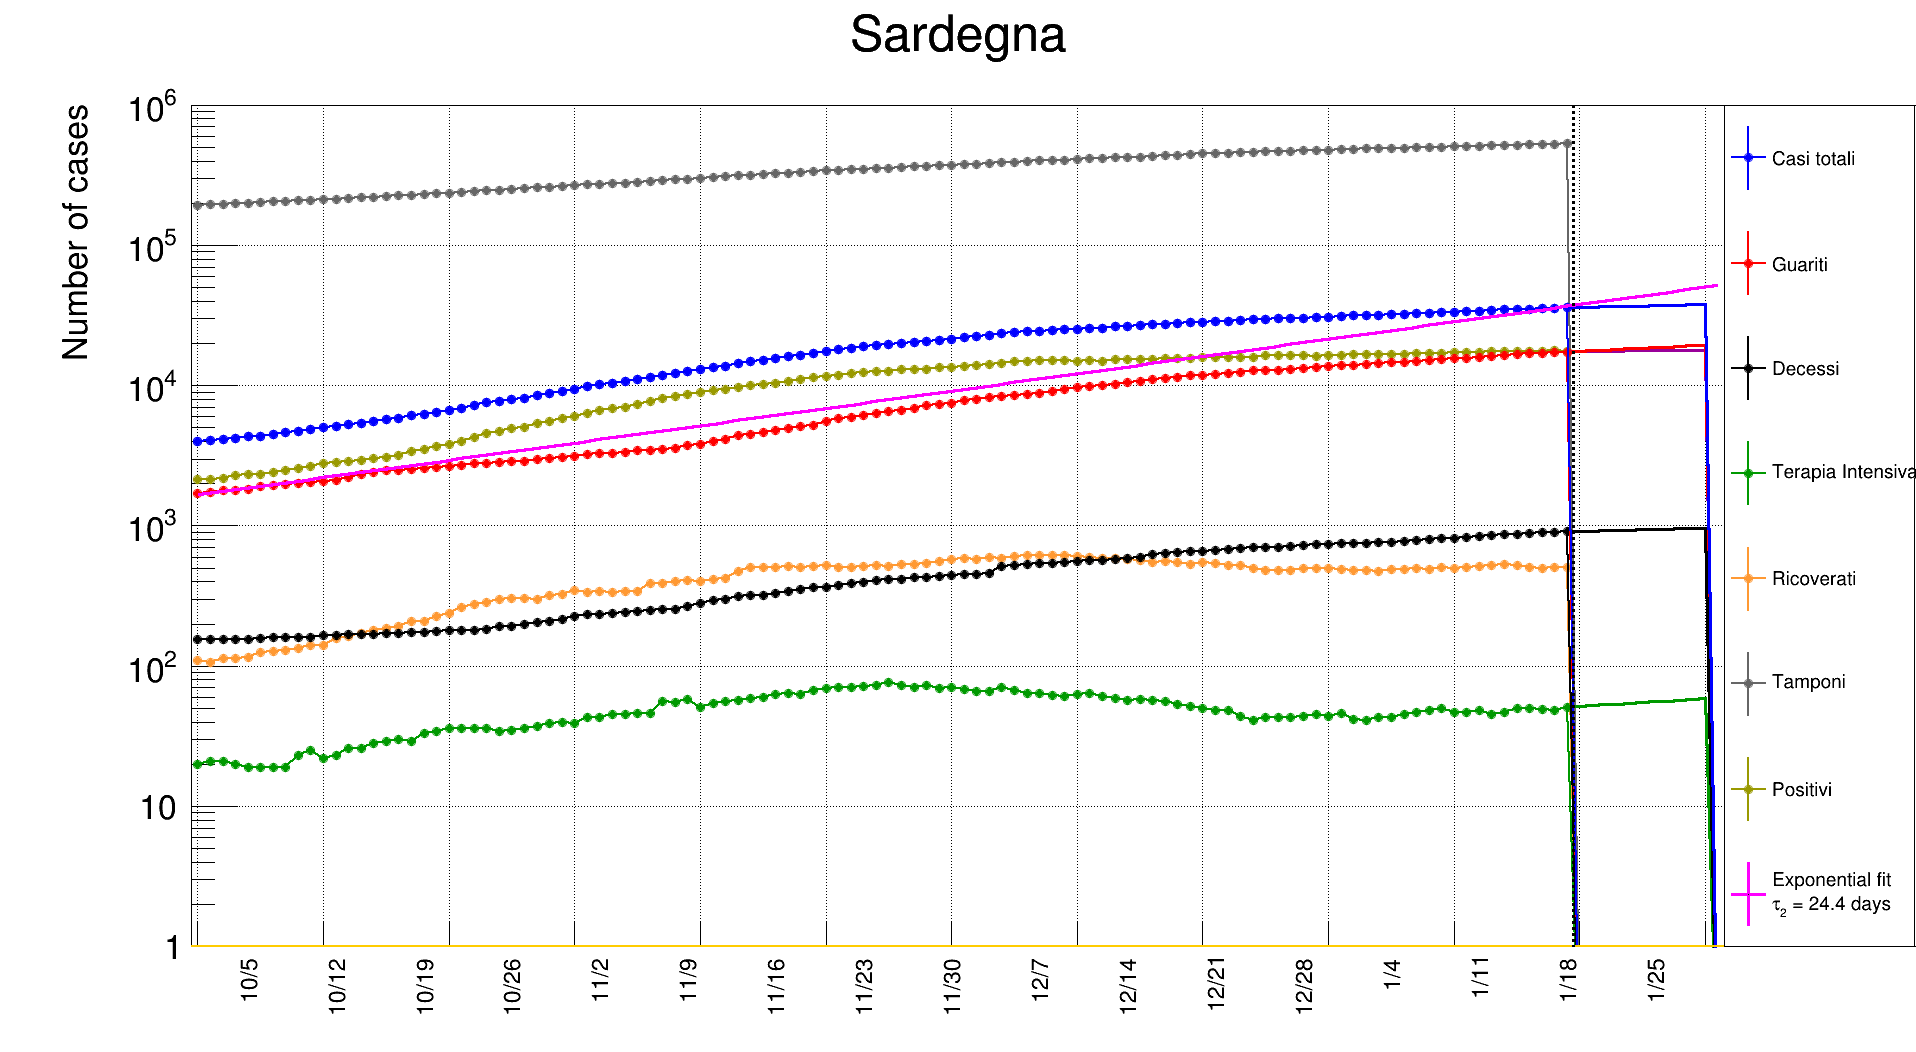 Sardegna
Number of cases
10^6
10^5
10^4
10^3
10^2
10
1
10/5
10/12
10/19
10/26
11/2
11/9
11/16
11/23
11/30
12/7
12/14
12/21
12/28
1/4
1/11
1/18
1/25
Casi totali
Guariti
Decessi
Terapia Intensiva
Ricoverati
Tamponi
Positivi
Exponential fit
τ_2 = 24.4 days